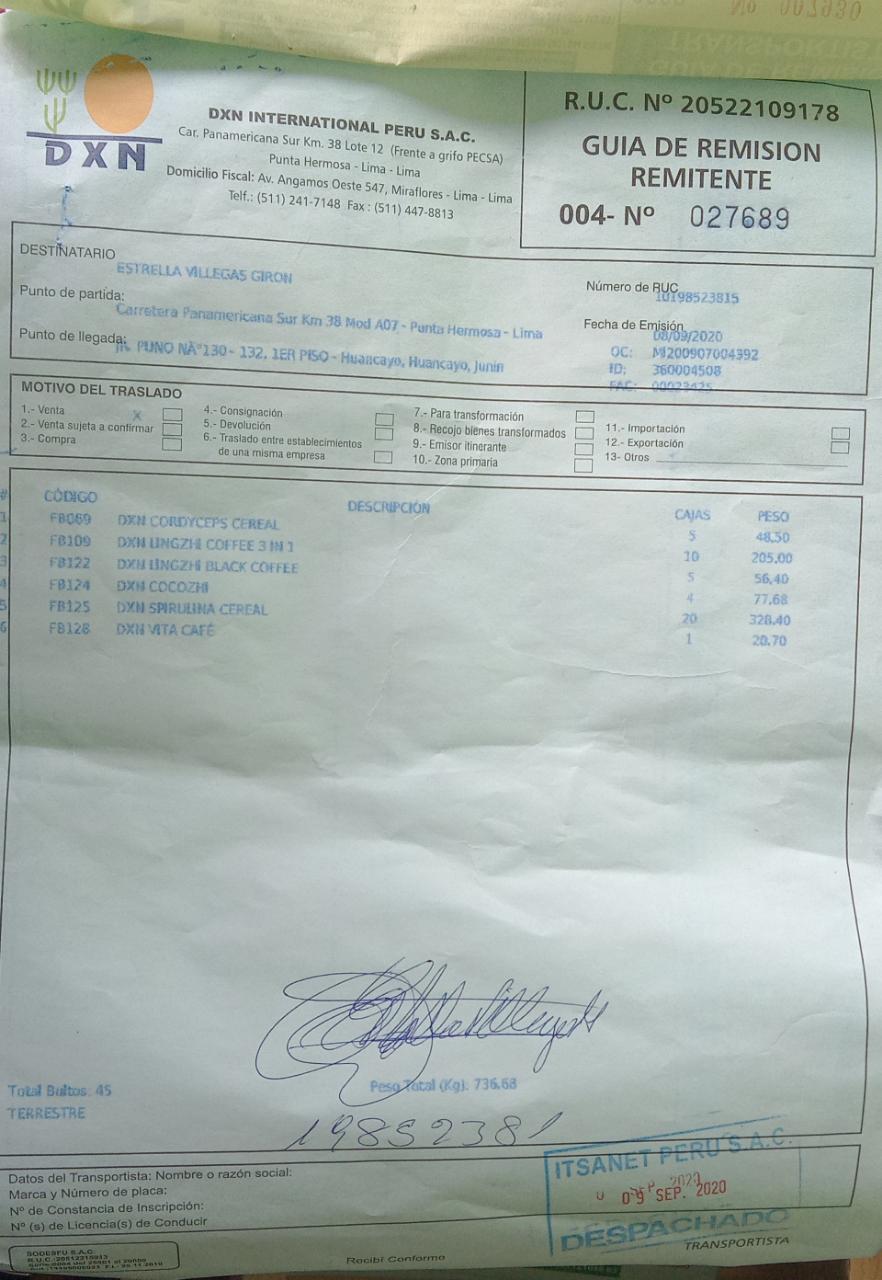 No 002930
TRANSPORTIST
DXN
DXN INTERNATIONAL PERU S.A.C.
Car. Panamericana Sur Km. 38 Lote 12 (Frente a grifo PECSA)
Punta Hermosa - Lima - Lima
Domicilio Fiscal: Av. Angamos Oeste 547, Miraflores - Lima - Lima
Telf.: (511) 241-7148 Fax : (511) 447-8813
R.U.C. Nº 20522109178
GUIA DE REMISION
REMITENTE
004- Nº 027689
DESTINATARIO
ESTRELLA VILLEGAS GIRON
Número de RUC
10198523815
Punto de partida:
Carretera Panamericana Sur Km 38 Mod A07 - Punta Hermosa - Lima
Fecha de Emisión
08/09/2020
Punto de llegada:
JR. PUNO NÂ°130 - 132, 1ER PISO - Huancayo, Huancayo, Junin
OC: MI200907004392
ID: 360004508
FAC: 00023425
MOTIVO DEL TRASLADO
1.- Venta X
2.- Venta sujeta a confirmar
3.- Compra
4.- Consignación
5.- Devolución
6.- Traslado entre establecimientos
de una misma empresa
7.- Para transformación
8.- Recojo bienes transformados
9.- Emisor itinerante
10.- Zona primaria
11.- Importación
12.- Exportación
13- Otros
# CÓDIGO DESCRIPCIÓN CAJAS PESO
1 FB069 DXN CORDYCEPS CEREAL 5 48.50
2 FB109 DXN LINGZHI COFFEE 3 IN 1 10 205.00
3 FB122 DXN LINGZHI BLACK COFFEE 5 56.40
4 FB124 DXN COCOZHI 4 77.68
5 FB125 DXN SPIRULINA CEREAL 20 328.40
6 FB128 DXN VITA CAFÉ 1 20.70
Total Bultos: 45
Peso Total (Kg): 736.68
TERRESTRE
19852381
Datos del Transportista: Nombre o razón social:
Marca y Número de placa:
Nº de Constancia de Inscripción:
Nº (s) de Licencia(s) de Conducir
ITSANET PERU S.A.C.
09 SEP. 2020
DESPACHADO
TRANSPORTISTA
SODESFU S.A.C.
Recibí Conforme